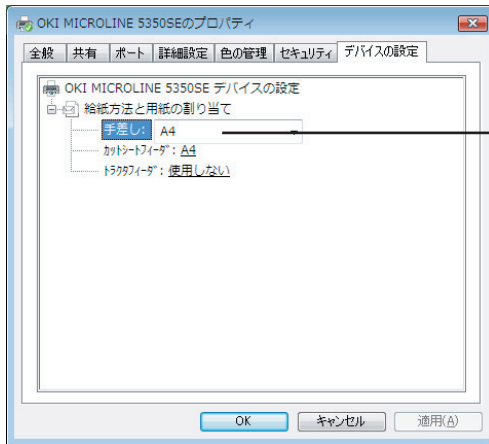 OKI MICROLINE 5350SEのプロパティ
全般 共有 ポート 詳細設定 色の管理 セキュリティ デバイスの設定
OKI MICROLINE 5350SE デバイスの設定
給紙方法と用紙の割り当て
手差し: A4
ｶｯﾄｼｰﾄﾌｨｰﾀﾞ: A4
ﾄﾗｸﾀﾌｨｰﾀﾞ: 使用しない
OK キャンセル 適用(A)